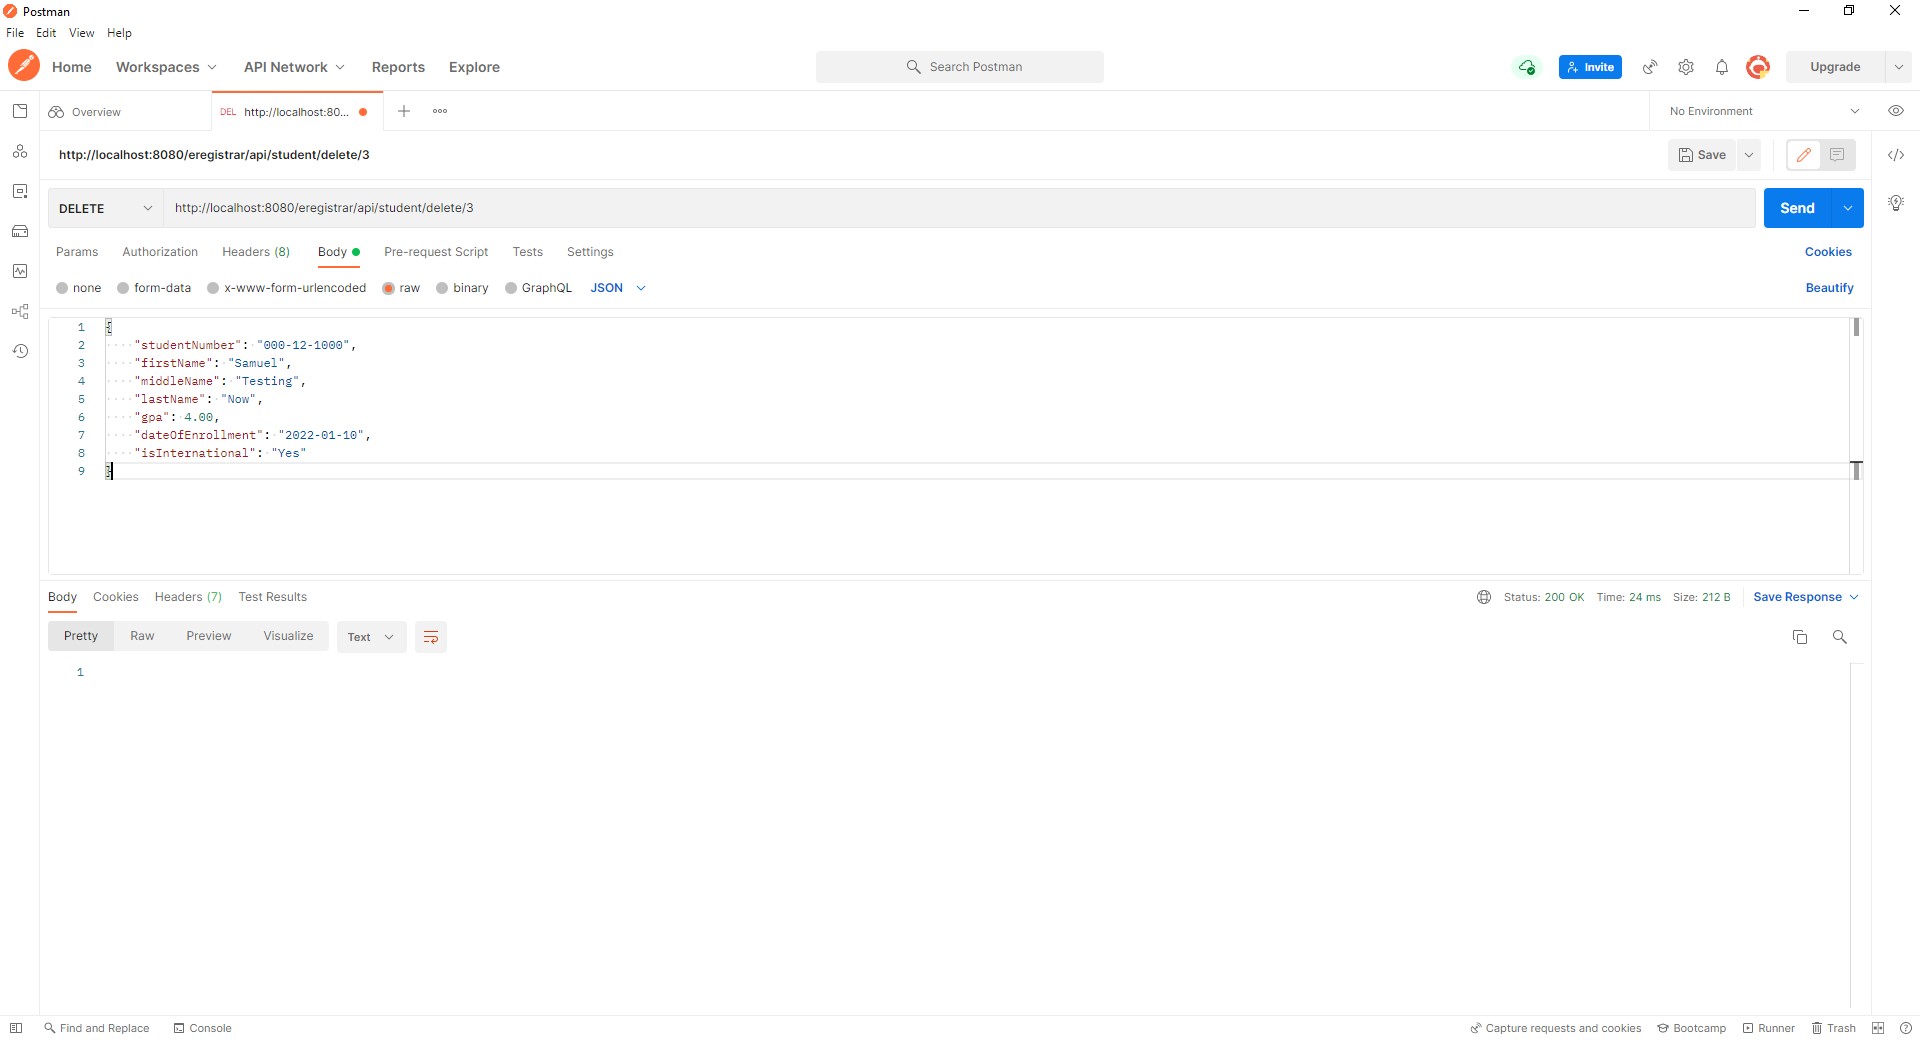 Postman
File Edit View Help
Home Workspaces API Network Reports Explore Search Postman Invite Upgrade
Overview DEL http://localhost:80... No Environment
http://localhost:8080/eregistrar/api/student/delete/3 Save
DELETE http://localhost:8080/eregistrar/api/student/delete/3 Send
Params Authorization Headers (8) Body Pre-request Script Tests Settings Cookies
none form-data x-www-form-urlencoded raw binary GraphQL JSON Beautify
1 {
2 "studentNumber": "000-12-1000",
3 "firstName": "Samuel",
4 "middleName": "Testing",
5 "lastName": "Now",
6 "gpa": 4.00,
7 "dateOfEnrollment": "2022-01-10",
8 "isInternational": "Yes"
9 }
Body Cookies Headers (7) Test Results Status: 200 OK Time: 24 ms Size: 212 B Save Response
Pretty Raw Preview Visualize Text
1
Find and Replace Console Capture requests and cookies Bootcamp Runner Trash